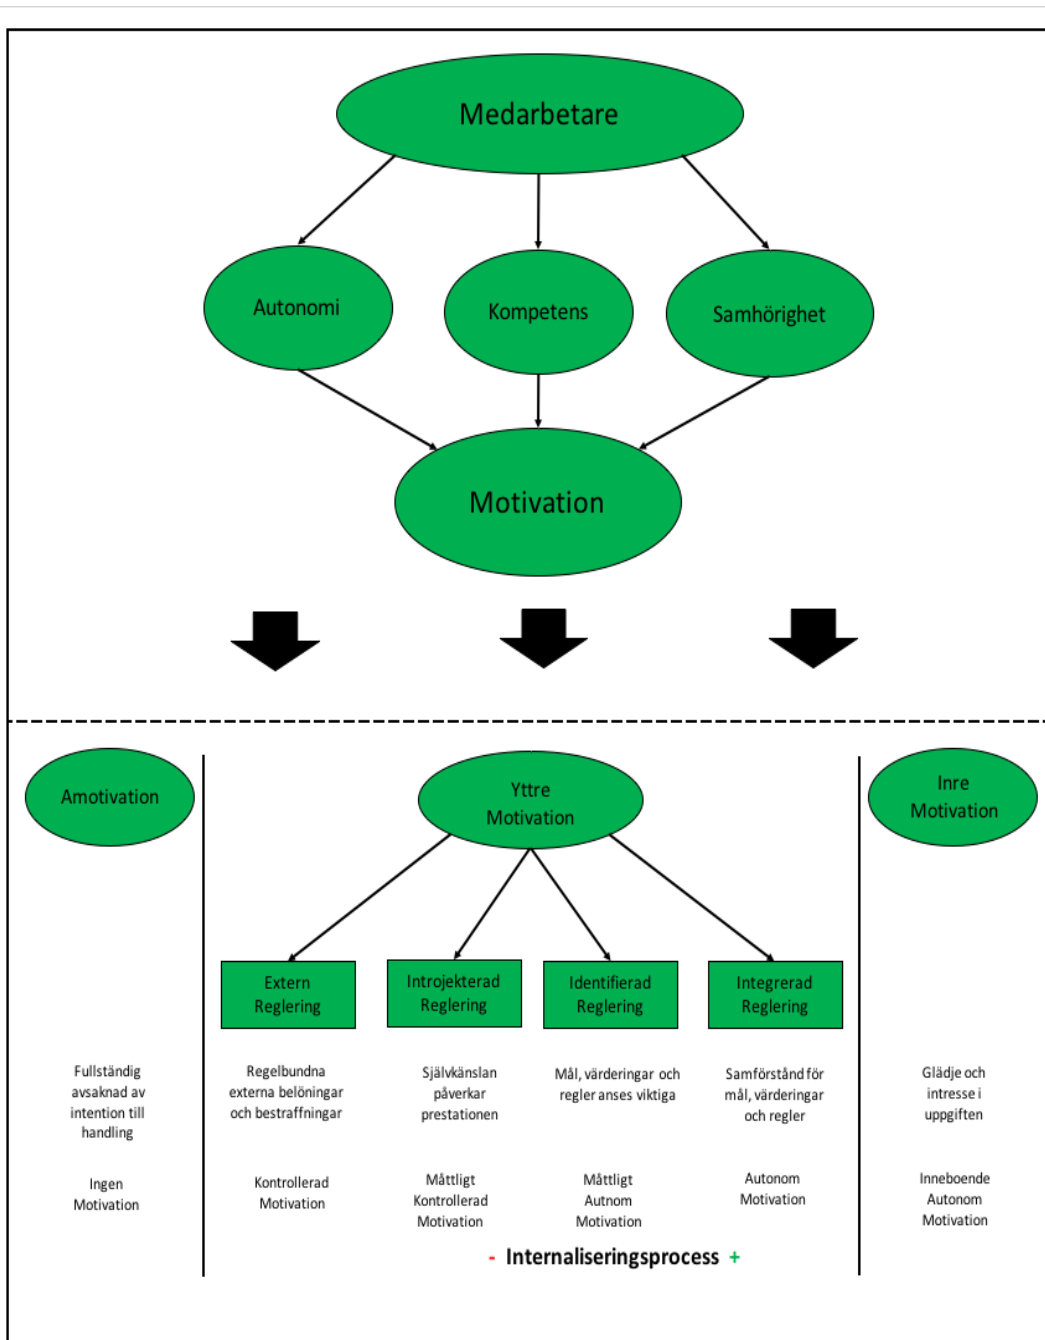 Medarbetare
Autonomi
Kompetens
Samhörighet
Motivation
Amotivation
Yttre
Motivation
Inre
Motivation
Extern
Reglering
Introjekterad
Reglering
Identifierad
Reglering
Integrerad
Reglering
Fullständig
avsaknad av
intention till
handling
Regelbundna
externa belöningar
och bestraffningar
Självkänslan
påverkar
prestationen
Mål, värderingar och
regler anses viktiga
Samförstånd för
mål, värderingar
och regler
Glädje och
intresse i
uppgiften
Ingen
Motivation
Kontrollerad
Motivation
Måttligt
Kontrollerad
Motivation
Måttligt
Autnom
Motivation
Autonom
Motivation
Inneboende
Autonom
Motivation
- Internaliseringsprocess +